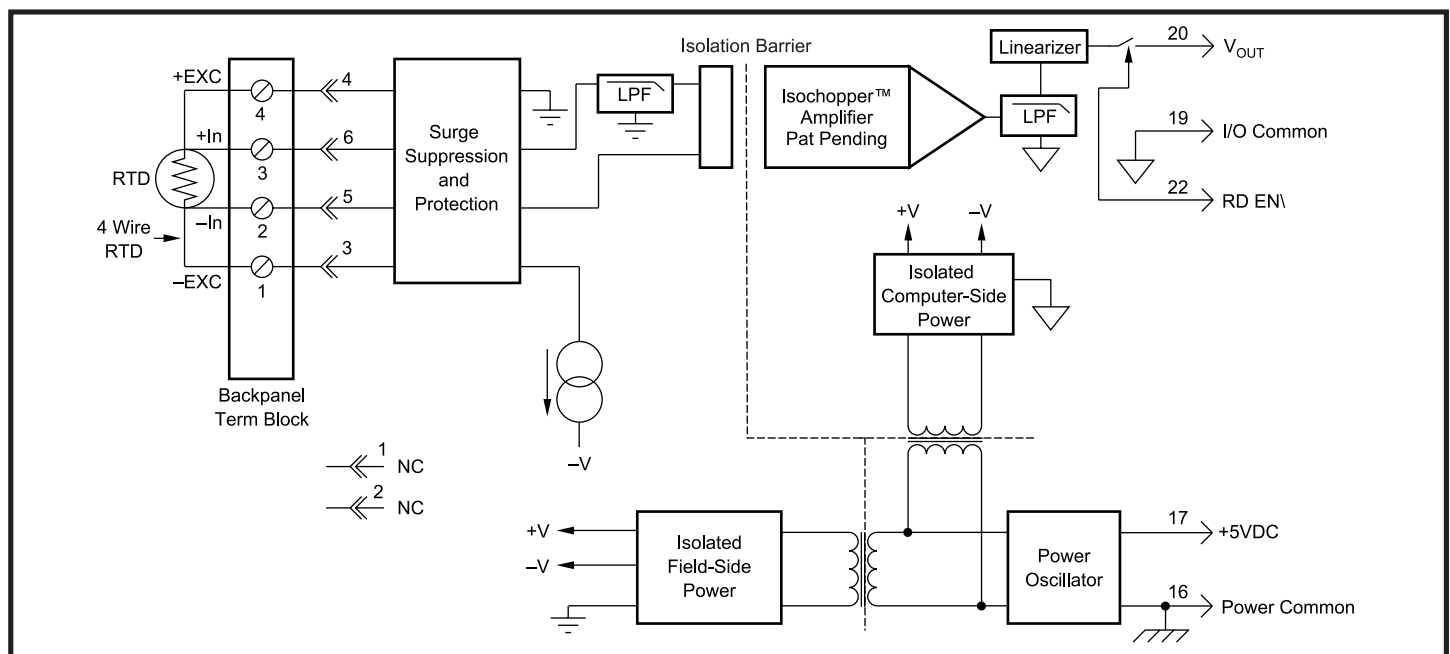 Isolation Barrier
+EXC
4
4
+In
3
6
RTD
–In
2
5
4 Wire
RTD
–EXC
1
3
Backpanel
Term Block
Surge
Suppression
and
Protection
LPF
–V
1
NC
2
NC
Isochopper™
Amplifier
Pat Pending
Linearizer
LPF
20
VOUT
19
I/O Common
22
RD EN\
+V
–V
Isolated
Computer-Side
Power
+V
–V
Isolated
Field-Side
Power
Power
Oscillator
17
+5VDC
16
Power Common